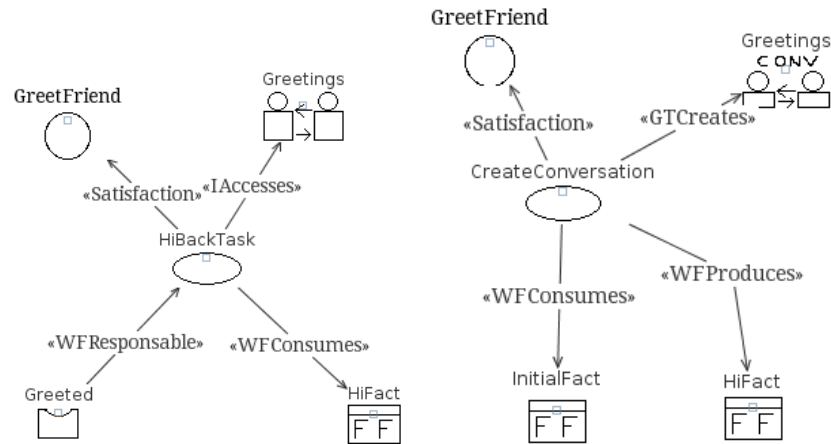 GreetFriend
Greetings
«Satisfaction»
«IAccesses»
HiBackTask
«WFResponsable»
«WFConsumes»
Greeted
HiFact
F F
GreetFriend
Greetings
CONV
«Satisfaction»
«GTCreates»
CreateConversation
«WFProduces»
«WFConsumes»
InitialFact
HiFact
F F
F F